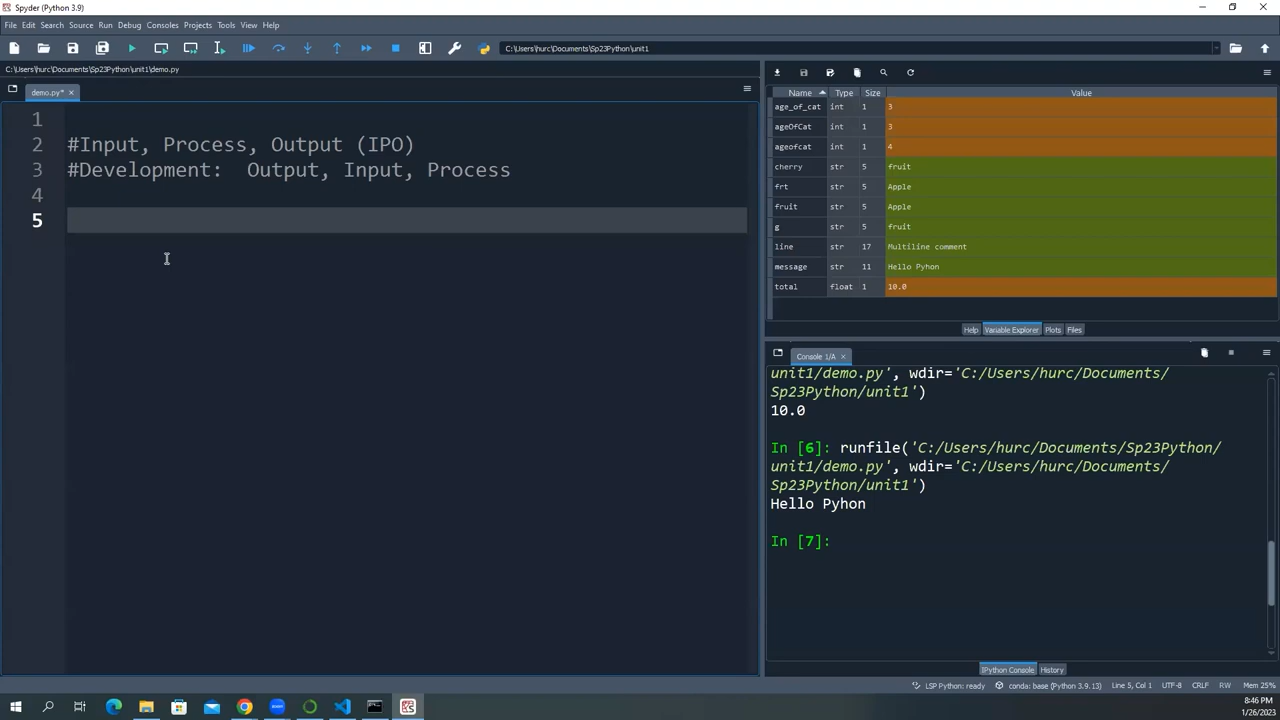 Spyder (Python 3.9)
File Edit Search Source Run Debug Consoles Projects Tools View Help
C:\Users\hurc\Documents\Sp23Python\unit1
C:\Users\hurc\Documents\Sp23Python\unit1\demo.py
demo.py*
1
2 #Input, Process, Output (IPO)
3 #Development:  Output, Input, Process
4
5
Name Type Size Value
age_of_cat int 1 3
ageOfCat int 1 3
ageofcat int 1 4
cherry str 5 fruit
frt str 5 Apple
fruit str 5 Apple
g str 5 fruit
line str 17 Multiline comment
message str 11 Hello Pyhon
total float 1 10.0
Help Variable Explorer Plots Files
Console 1/A
unit1/demo.py', wdir='C:/Users/hurc/Documents/
Sp23Python/unit1')
10.0
In [6]: runfile('C:/Users/hurc/Documents/Sp23Python/
unit1/demo.py', wdir='C:/Users/hurc/Documents/
Sp23Python/unit1')
Hello Pyhon
In [7]:
IPython Console History
LSP Python: ready conda: base (Python 3.9.13) Line 5, Col 1 UTF-8 CRLF RW Mem 25%
8:46 PM
1/26/2023